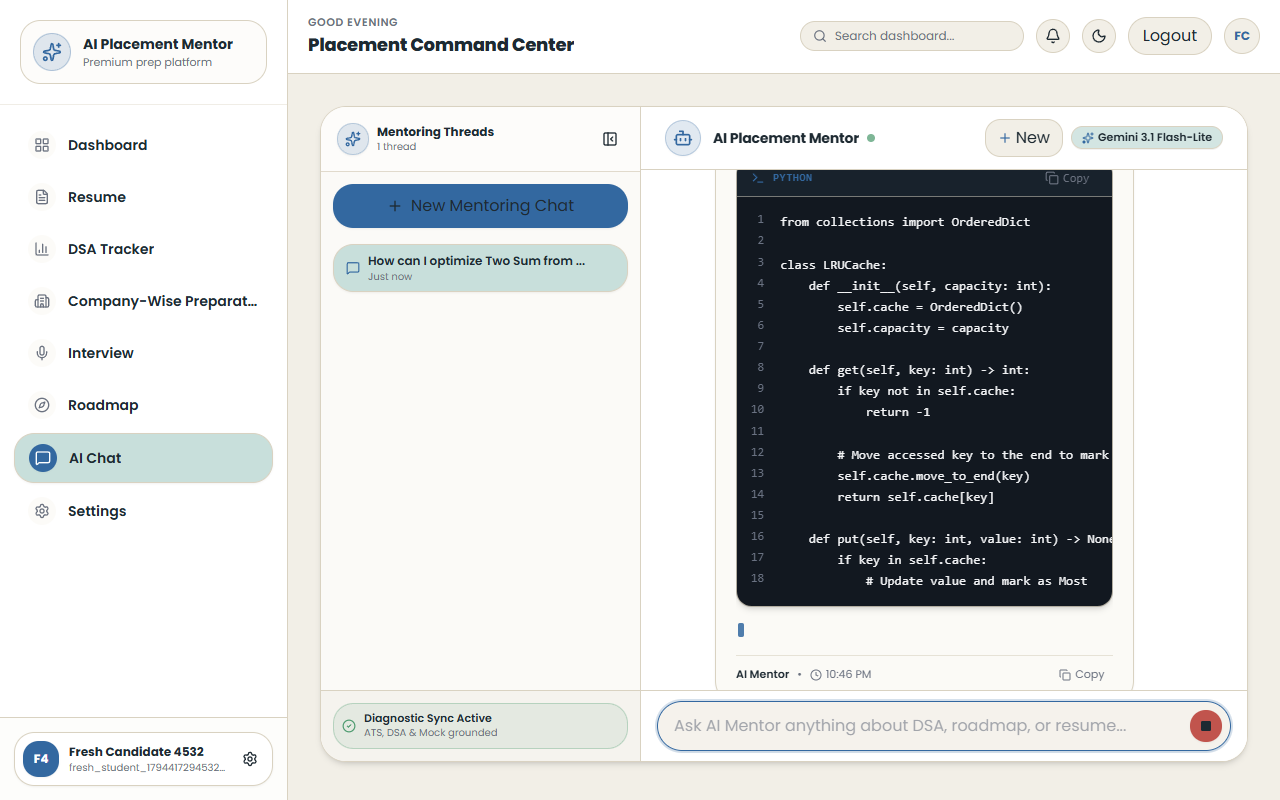 AI Placement Mentor
Premium prep platform
Dashboard
Resume
DSA Tracker
Company-Wise Preparat...
Interview
Roadmap
AI Chat
Settings
F4
Fresh Candidate 4532
fresh_student_1794417294532...
GOOD EVENING
Placement Command Center
Search dashboard...
Logout
FC
Mentoring Threads
1 thread
+ New Mentoring Chat
How can I optimize Two Sum from ...
Just now
Diagnostic Sync Active
ATS, DSA & Mock grounded
AI Placement Mentor
+ New
Gemini 3.1 Flash-Lite
>_ PYTHON
Copy
1 from collections import OrderedDict
2
3 class LRUCache:
4     def __init__(self, capacity: int):
5         self.cache = OrderedDict()
6         self.capacity = capacity
7
8     def get(self, key: int) -> int:
9         if key not in self.cache:
10             return -1
11
12         # Move accessed key to the end to mark
13         self.cache.move_to_end(key)
14         return self.cache[key]
15
16     def put(self, key: int, value: int) -> None
17         if key in self.cache:
18             # Update value and mark as Most
AI Mentor • 10:46 PM
Copy
Ask AI Mentor anything about DSA, roadmap, or resume...